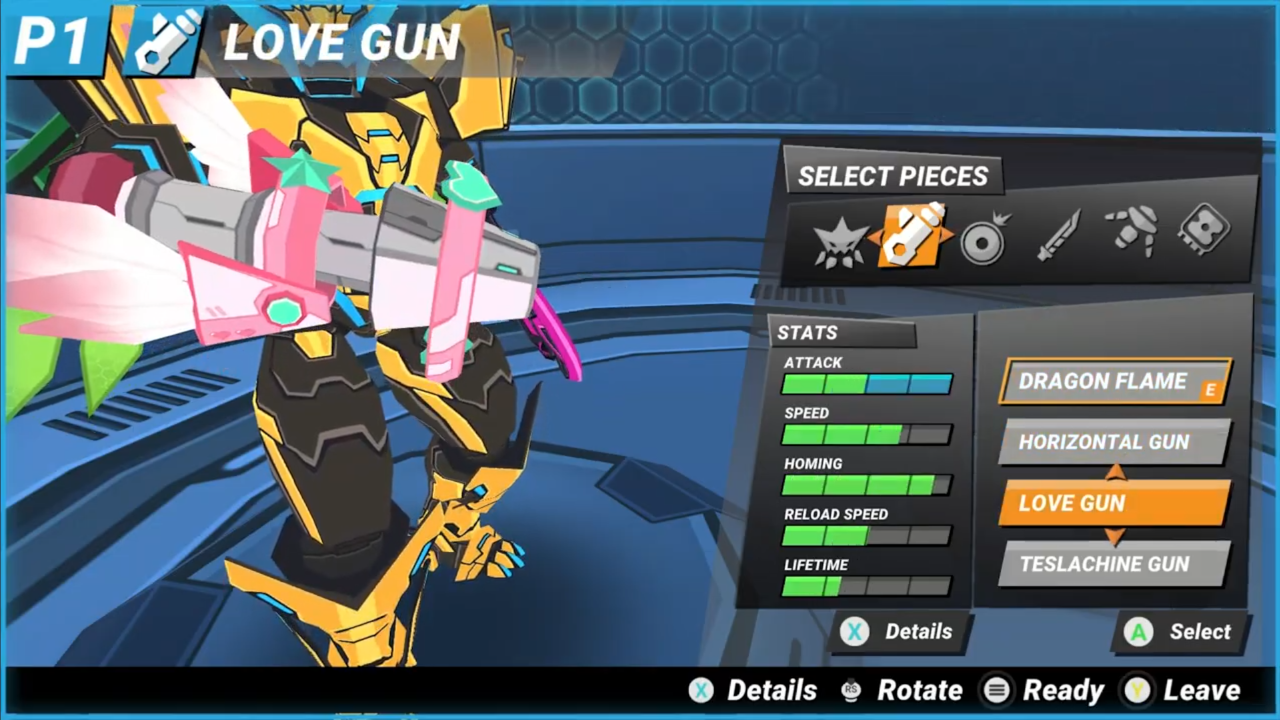 P1
LOVE GUN
SELECT PIECES
STATS
ATTACK
SPEED
HOMING
RELOAD SPEED
LIFETIME
DRAGON FLAME E
HORIZONTAL GUN
LOVE GUN
TESLACHINE GUN
X Details
A Select
X Details RS Rotate Ready Y Leave